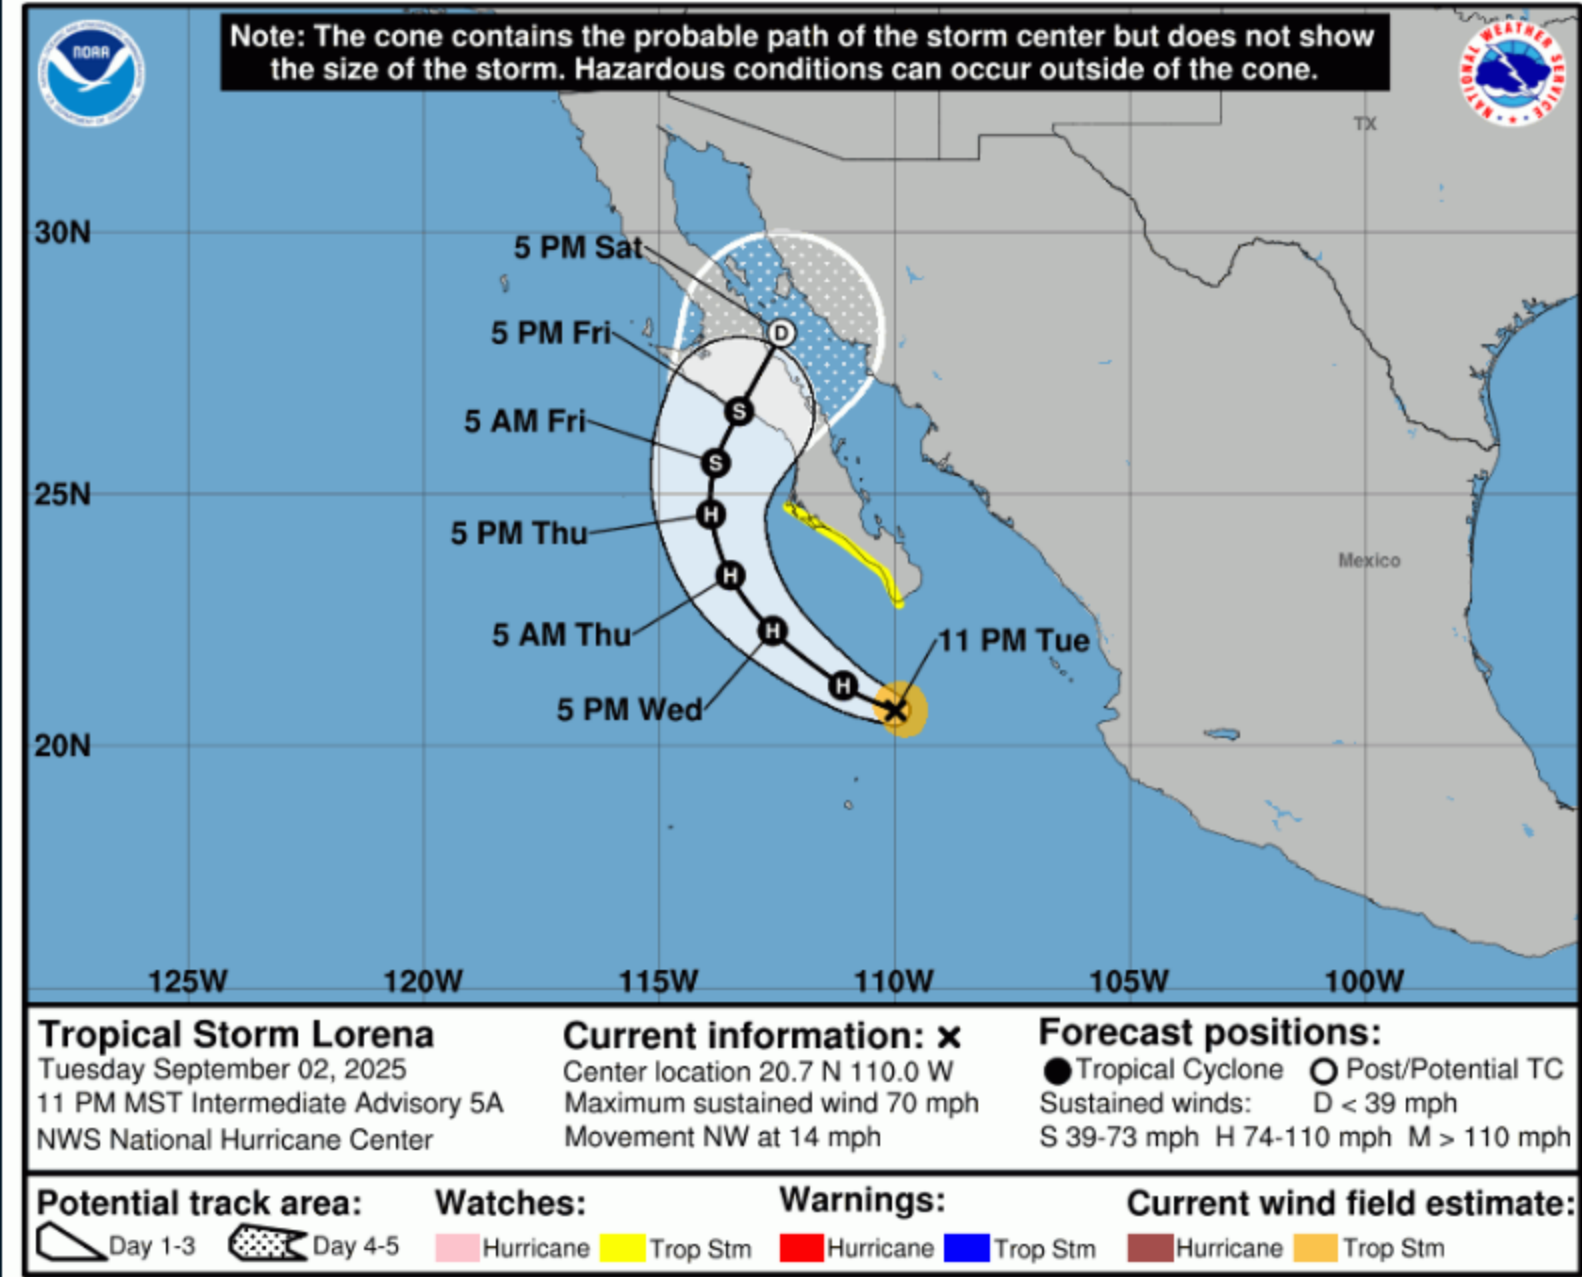 Note: The cone contains the probable path of the storm center but does not show
the size of the storm. Hazardous conditions can occur outside of the cone.
NOAA
NATIONAL WEATHER SERVICE
TX
30N
5 PM Sat
D
5 PM Fri
S
5 AM Fri
S
25N
H
5 PM Thu
Mexico
H
5 AM Thu
H
11 PM Tue
H
5 PM Wed
20N
125W 120W 115W 110W 105W 100W
Tropical Storm Lorena
Tuesday September 02, 2025
11 PM MST Intermediate Advisory 5A
NWS National Hurricane Center
Current information: ×
Center location 20.7 N 110.0 W
Maximum sustained wind 70 mph
Movement NW at 14 mph
Forecast positions:
Tropical Cyclone Post/Potential TC
Sustained winds: D < 39 mph
S 39-73 mph H 74-110 mph M > 110 mph
Potential track area:
Day 1-3 Day 4-5
Watches:
Hurricane Trop Stm
Warnings:
Hurricane Trop Stm
Current wind field estimate:
Hurricane Trop Stm